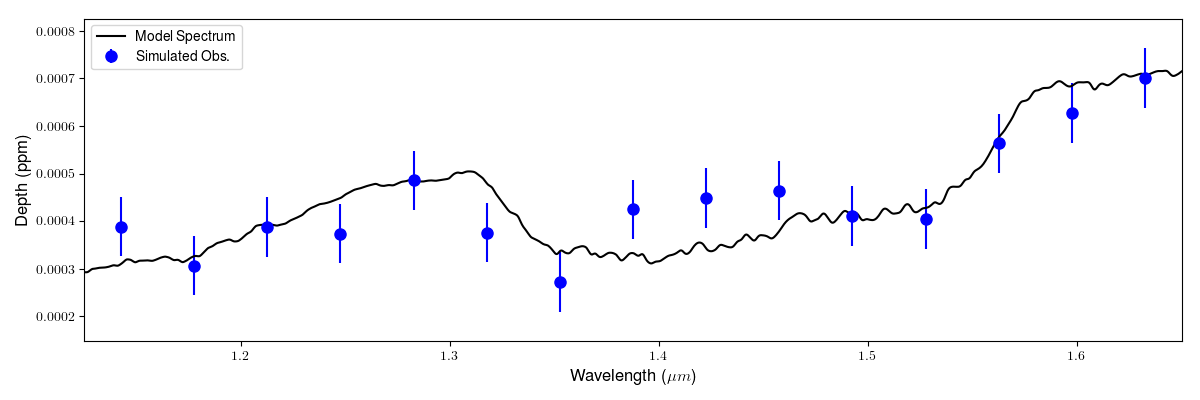 Model Spectrum
Simulated Obs.
Depth (ppm)
0.0008
0.0007
0.0006
0.0005
0.0004
0.0003
0.0002
1.2 1.3 1.4 1.5 1.6
Wavelength (μm)